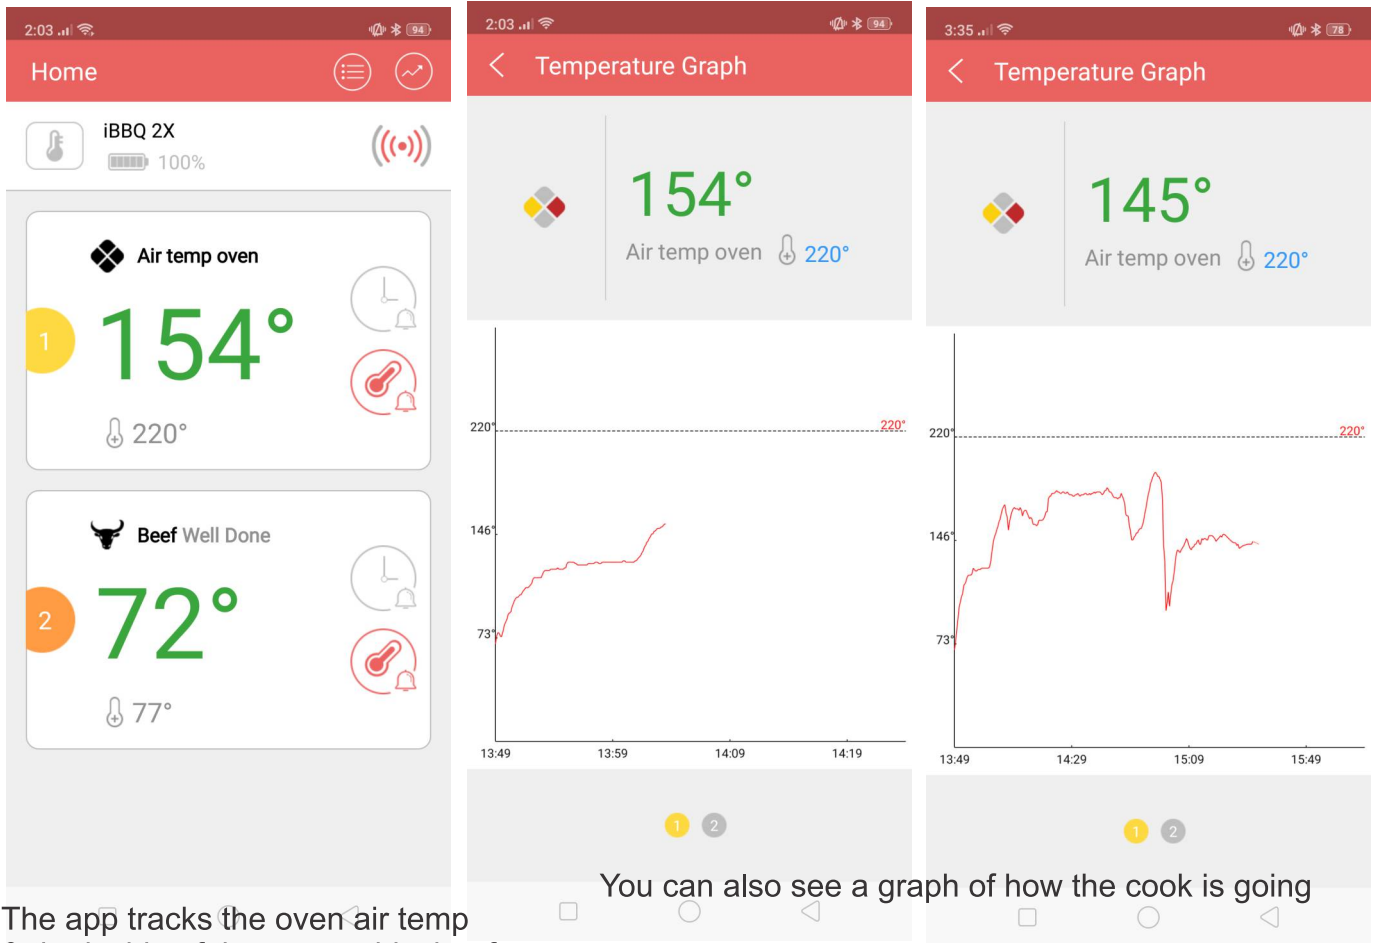 2:03
94
Home
iBBQ 2X
100%
Air temp oven
1
154°
220°
Beef Well Done
2
72°
77°
The app tracks the oven air temp
2:03
94
Temperature Graph
154°
Air temp oven 220°
220°
220°
146°
73°
13:49 13:59 14:09 14:19
1 2
3:35
78
Temperature Graph
145°
Air temp oven 220°
220°
220°
146°
73°
13:49 14:29 15:09 15:49
1 2
You can also see a graph of how the cook is going